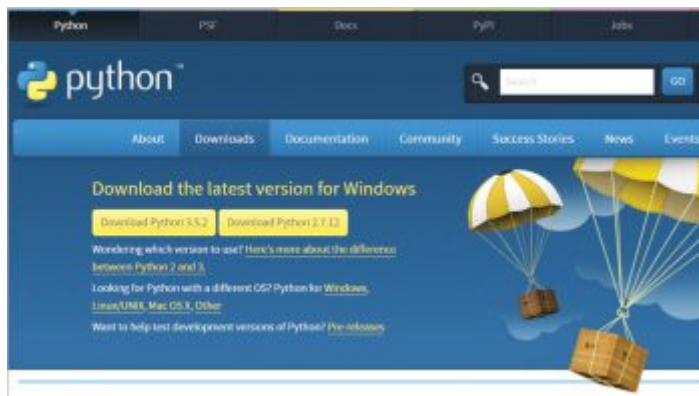 Python PSF Docs PyPI Jobs
python™
Search GO
About Downloads Documentation Community Success Stories News Events
Download the latest version for Windows
Download Python 3.5.2 Download Python 2.7.12
Wondering which version to use? Here's more about the difference
between Python 2 and 3.
Looking for Python with a different OS? Python for Windows,
Linux/UNIX, Mac OS X, Other
Want to help test development versions of Python? Pre-releases